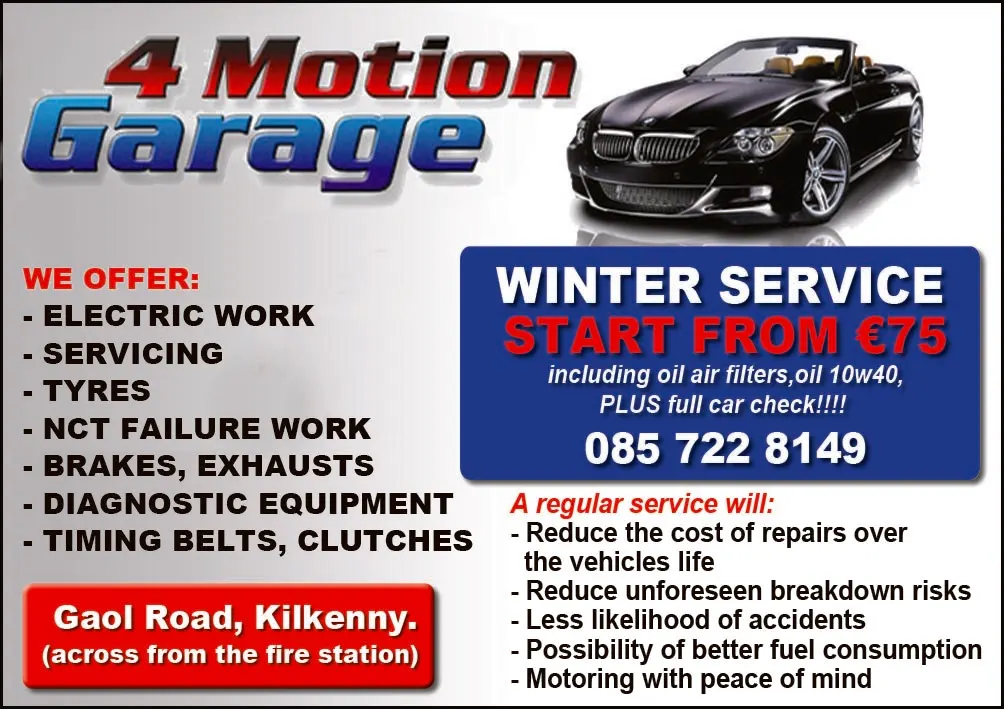 4 Motion
Garage
WE OFFER:
- ELECTRIC WORK
- SERVICING
- TYRES
- NCT FAILURE WORK
- BRAKES, EXHAUSTS
- DIAGNOSTIC EQUIPMENT
- TIMING BELTS, CLUTCHES
Gaol Road, Kilkenny.
(across from the fire station)
WINTER SERVICE
START FROM €75
including oil air filters,oil 10w40,
PLUS full car check!!!!
085 722 8149
A regular service will:
- Reduce the cost of repairs over
the vehicles life
- Reduce unforeseen breakdown risks
- Less likelihood of accidents
- Possibility of better fuel consumption
- Motoring with peace of mind